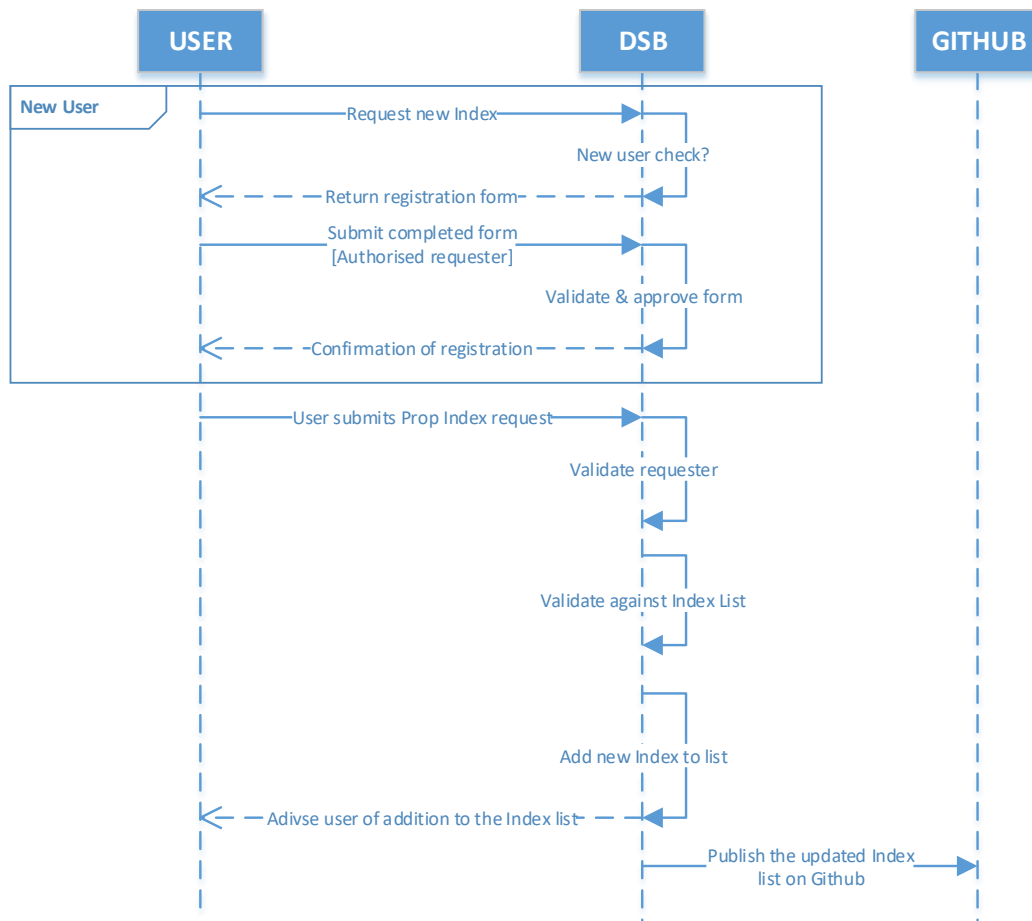 USER
DSB
GITHUB
New User
Request new Index
New user check?
Return registration form
Submit completed form
[Authorised requester]
Validate & approve form
Confirmation of registration
User submits Prop Index request
Validate requester
Validate against Index List
Add new Index to list
Adivse user of addition to the Index list
Publish the updated Index
list on Github